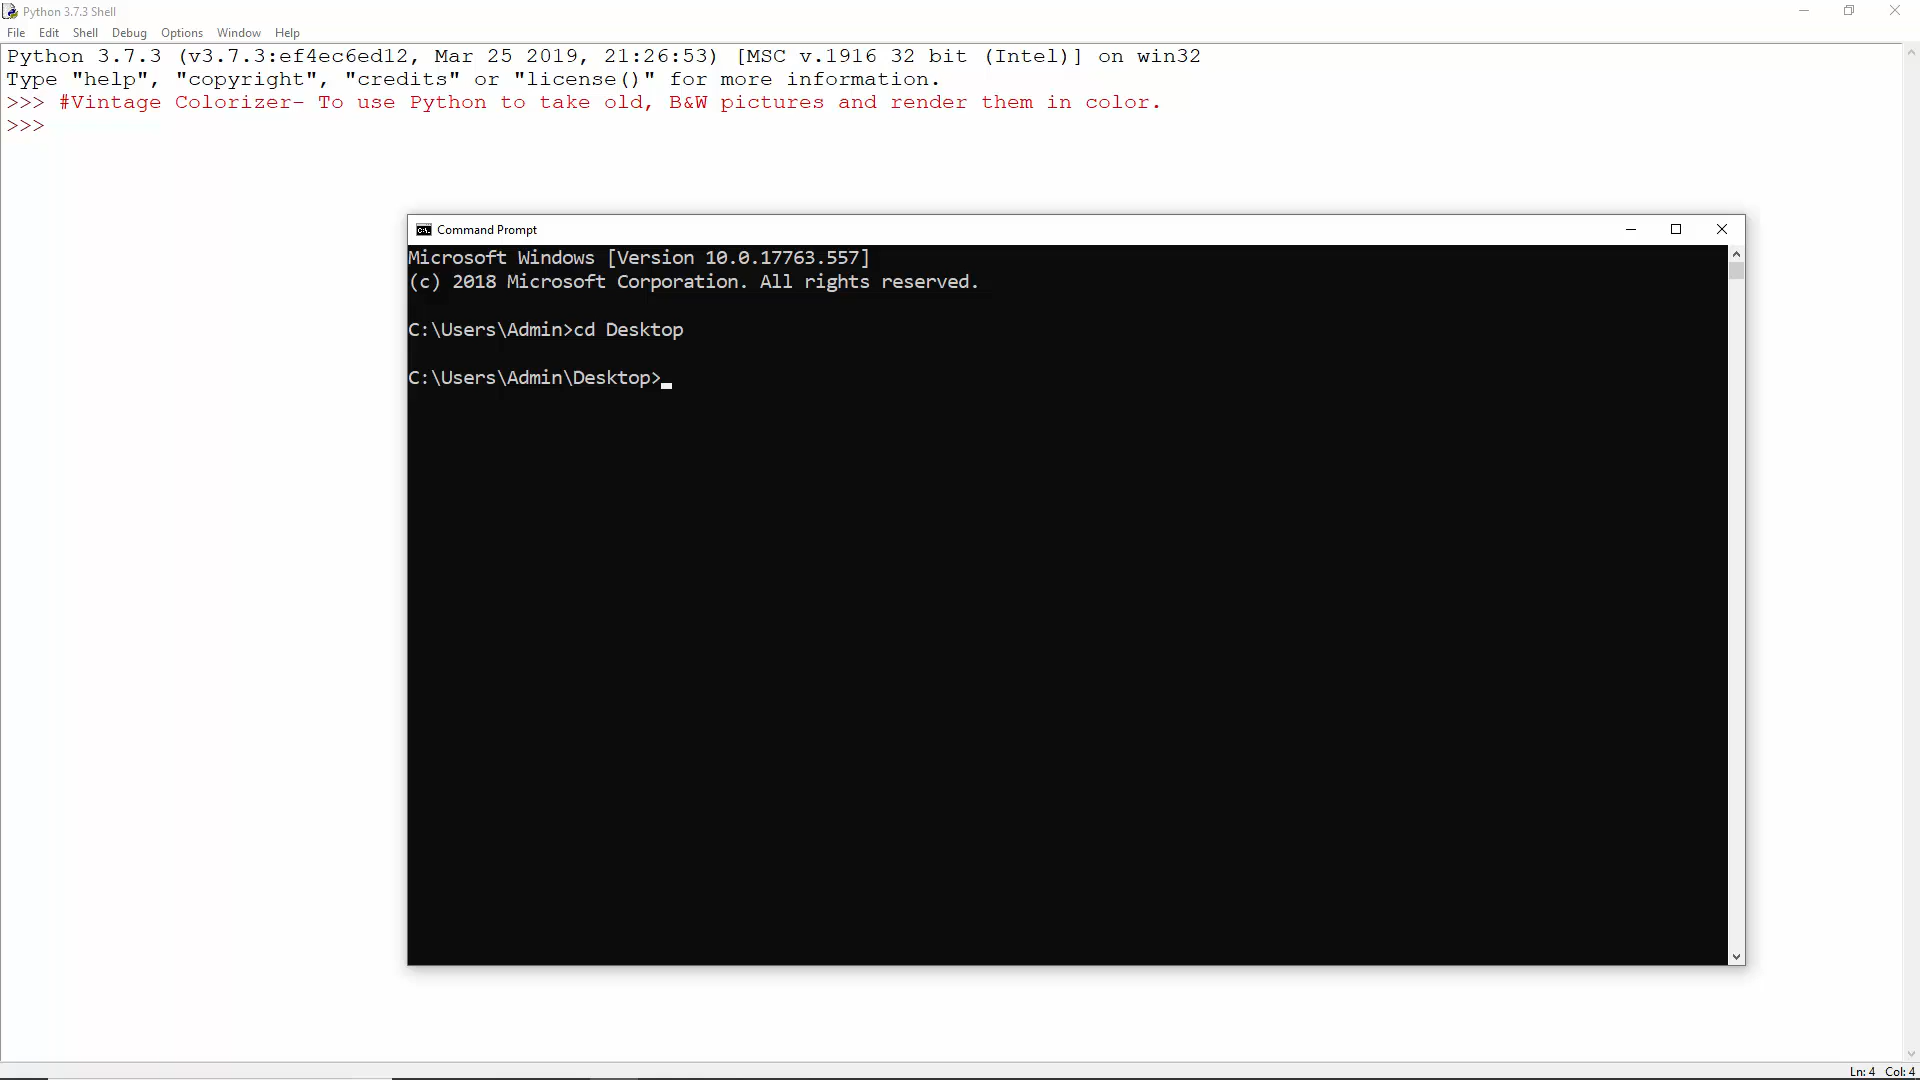 Python 3.7.3 Shell
File Edit Shell Debug Options Window Help
Python 3.7.3 (v3.7.3:ef4ec6ed12, Mar 25 2019, 21:26:53) [MSC v.1916 32 bit (Intel)] on win32
Type "help", "copyright", "credits" or "license()" for more information.
>>> #Vintage Colorizer- To use Python to take old, B&W pictures and render them in color.
>>>
Command Prompt
Microsoft Windows [Version 10.0.17763.557]
(c) 2018 Microsoft Corporation. All rights reserved.
C:\Users\Admin>cd Desktop
C:\Users\Admin\Desktop>
Ln: 4 Col: 4